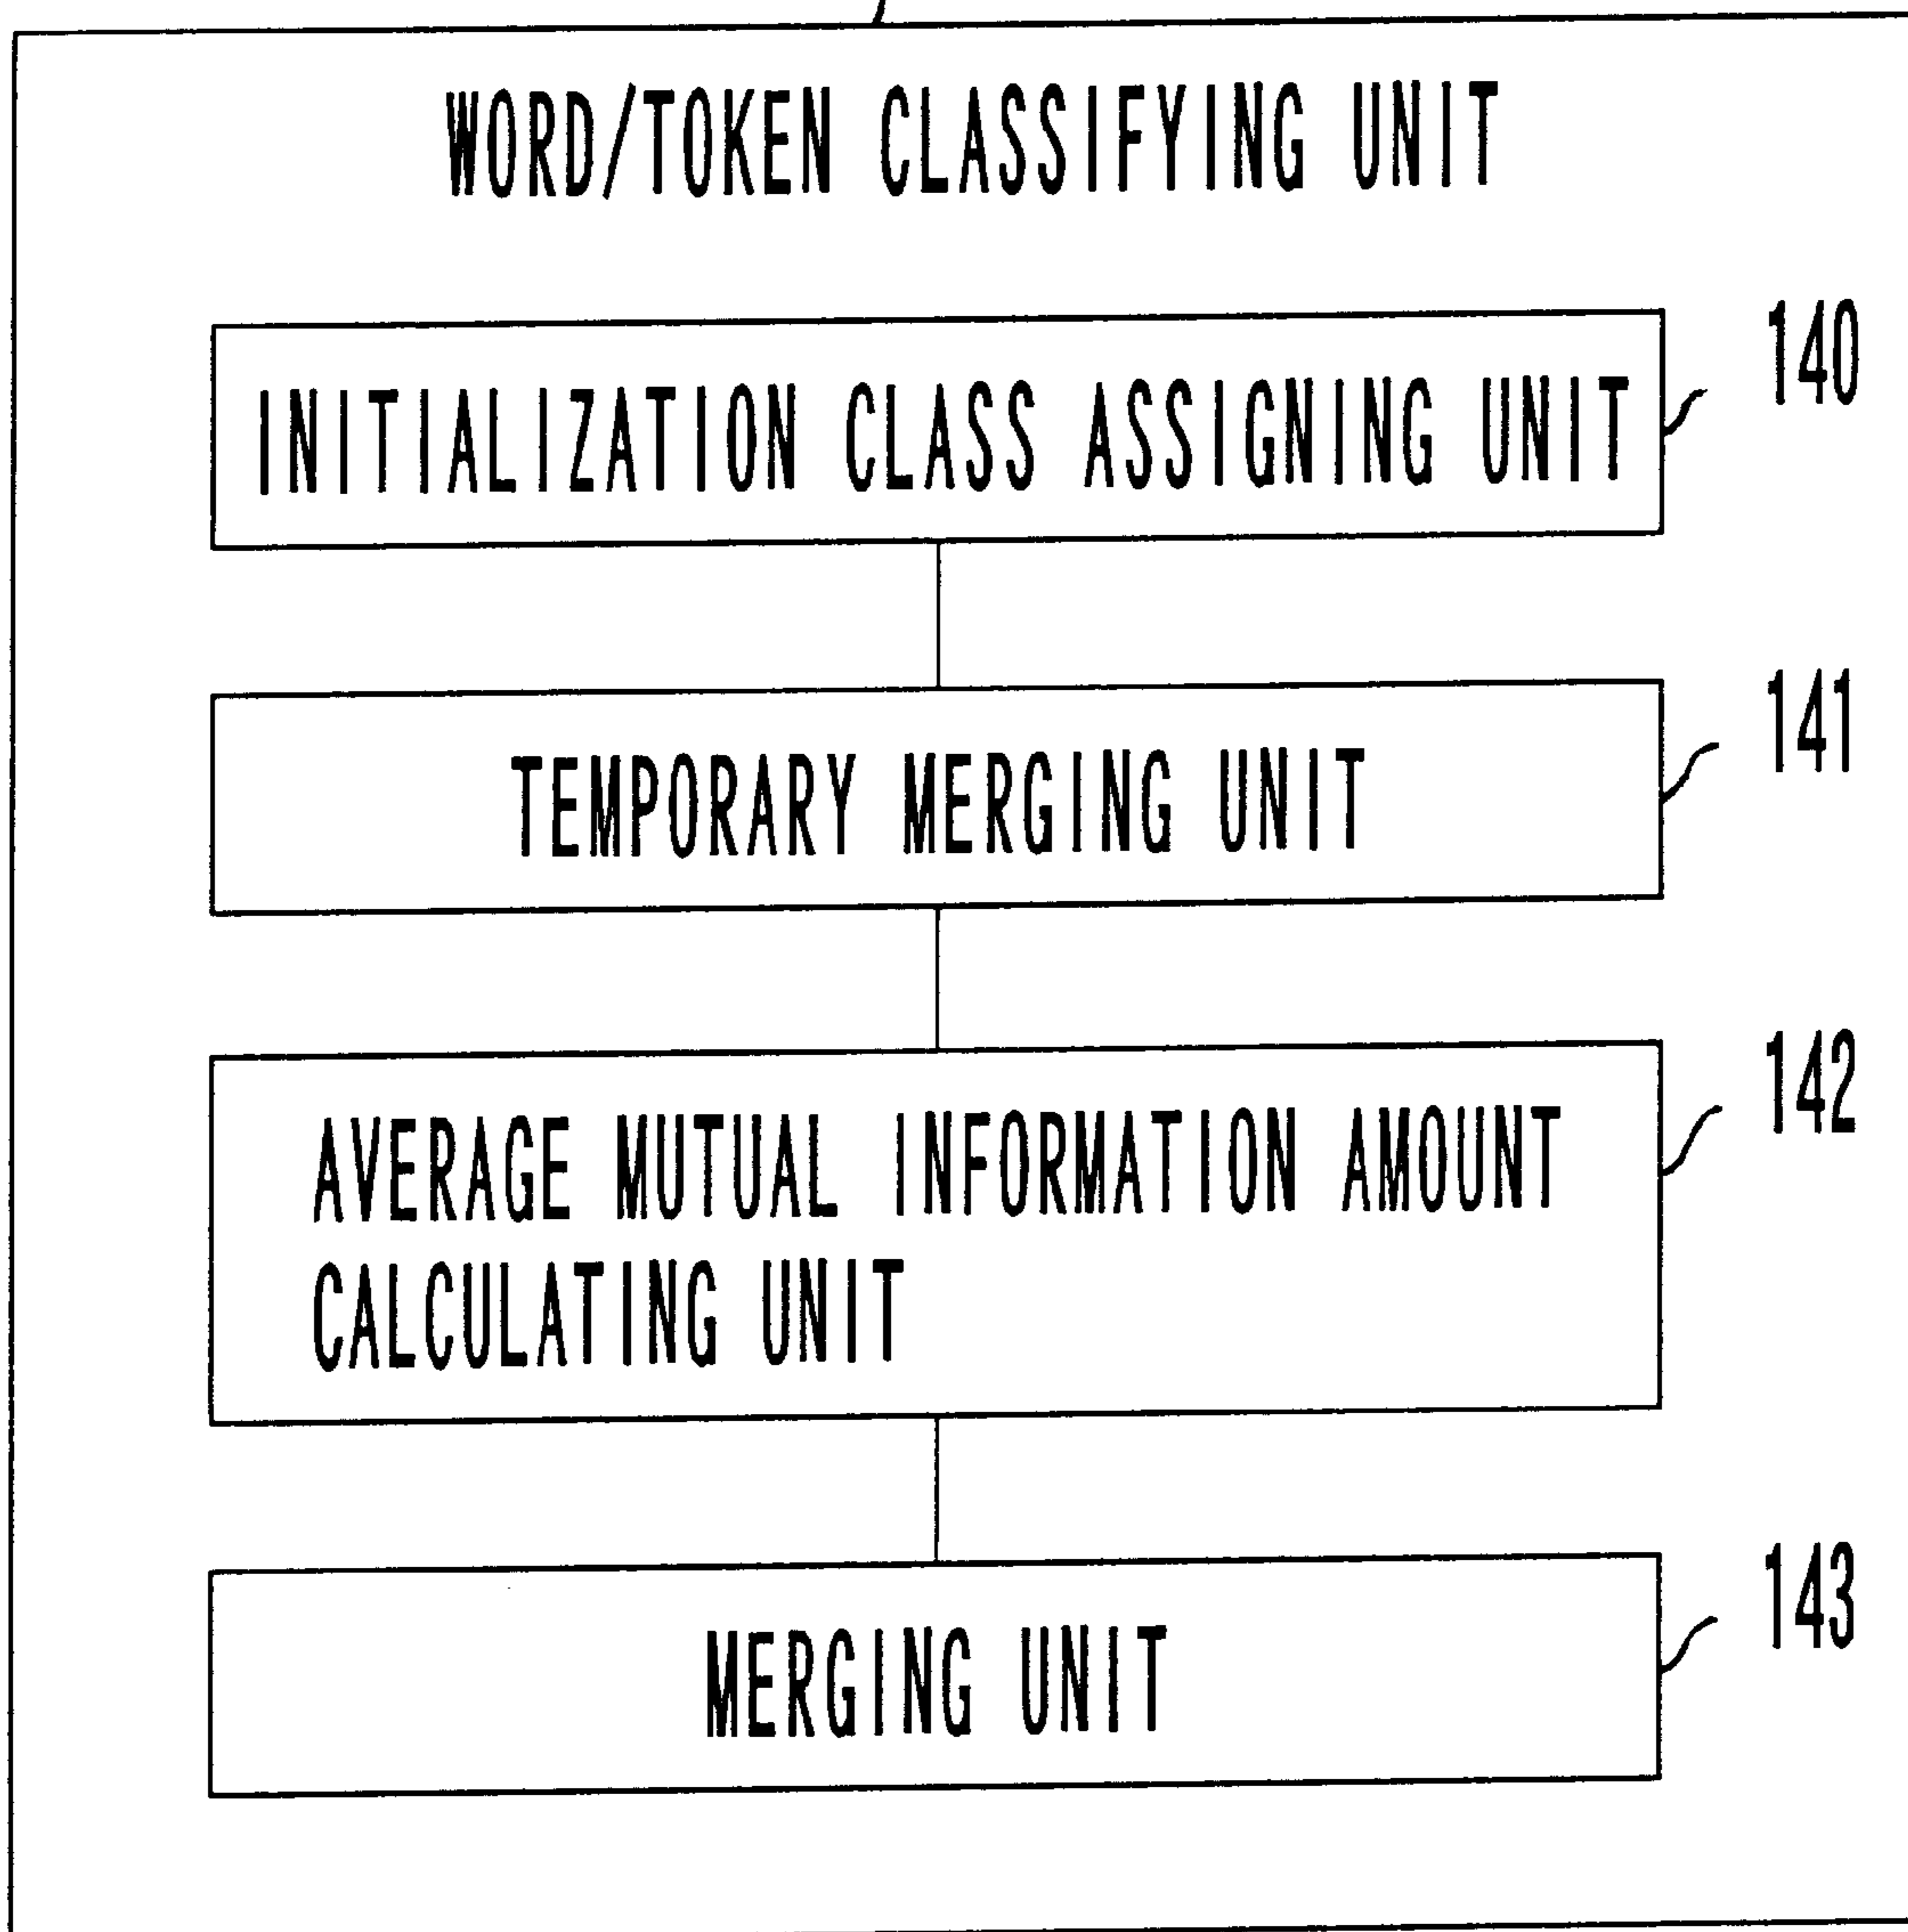 WORD/TOKEN CLASSIFYING UNIT
140
INITIALIZATION CLASS ASSIGNING UNIT
141
TEMPORARY MERGING UNIT
142
AVERAGE MUTUAL INFORMATION AMOUNT
CALCULATING UNIT
143
MERGING UNIT